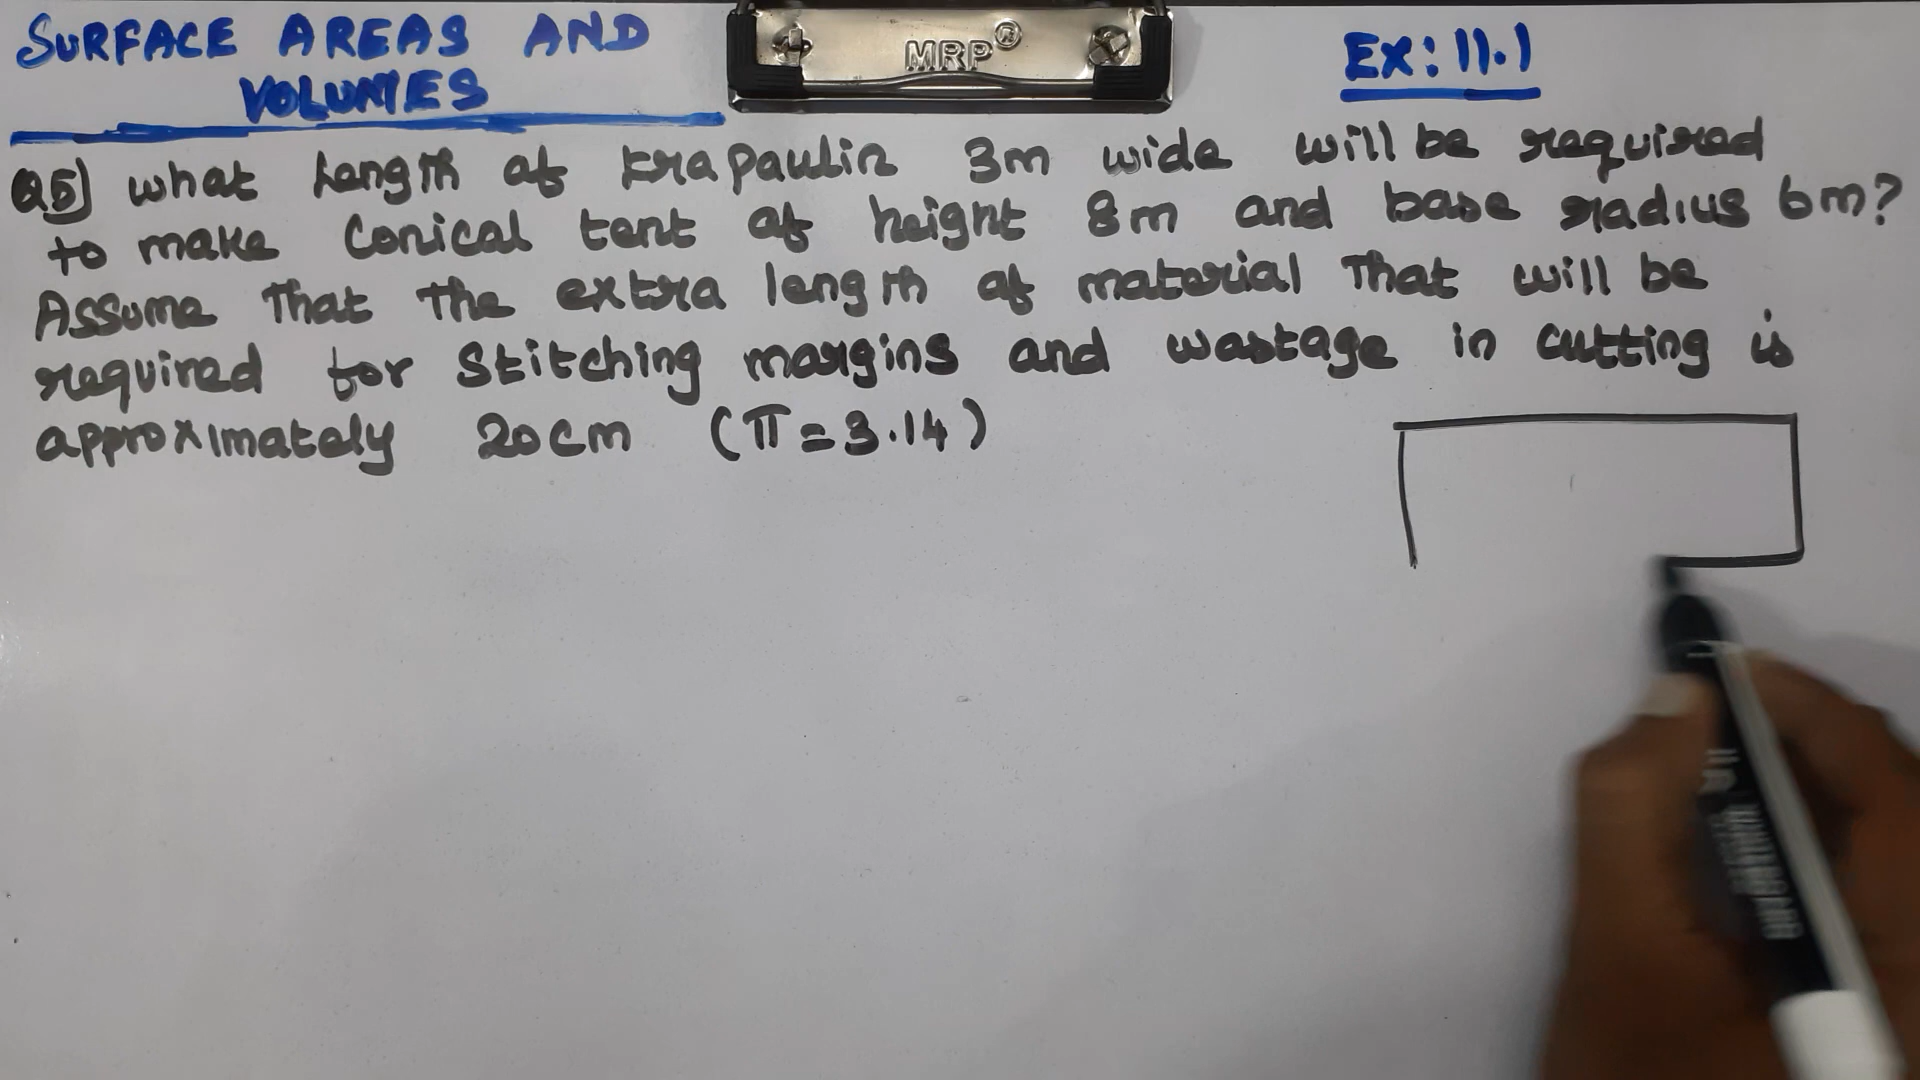 SURFACE AREAS AND
VOLUMES
MRP®
Ex: 11.1
Q5) what length of trapaulin 3m wide will be required
to make Conical tent of height 8m and base radius 6m?
Assume That The extra length of material That will be
required for Stitching margins and wastage in cutting is
approximately 20cm (π=3.14)